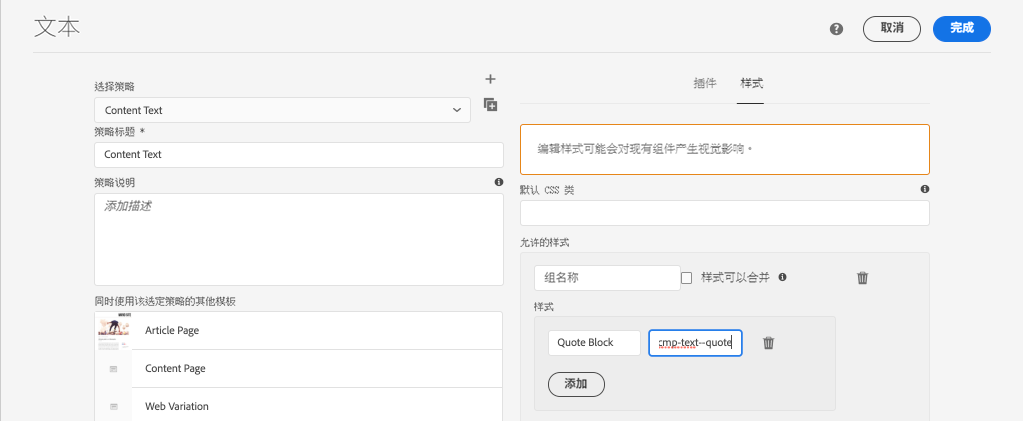 文本
取消
完成
选择策略
Content Text
策略标题 *
Content Text
策略说明
添加描述
同时使用该选定策略的其他模板
Article Page
Content Page
Web Variation
插件
样式
编辑样式可能会对现有组件产生视觉影响。
默认 CSS 类
允许的样式
组名称
样式可以合并
样式
Quote Block
cmp-text--quote
添加